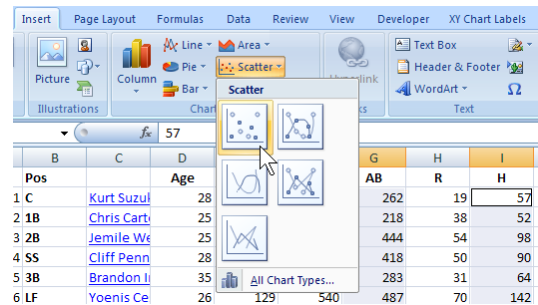 Insert Page Layout Formulas Data Review View Developer XY Chart Labels
Line Area Text Box
Picture Column Pie Scatter Header & Footer
Bar WordArt Ω
Illustrations Scatter Text
fx 57
B C D G H I
Pos Age AB R H
1 C Kurt Suzuk 28 262 19 57
2 1B Chris Carte 25 218 38 52
3 2B Jemile We 25 444 54 98
4 SS Cliff Penn 28 418 50 90
5 3B Brandon I 35 283 31 64
All Chart Types...
6 LF Yoenis Ce 26 129 540 487 70 142